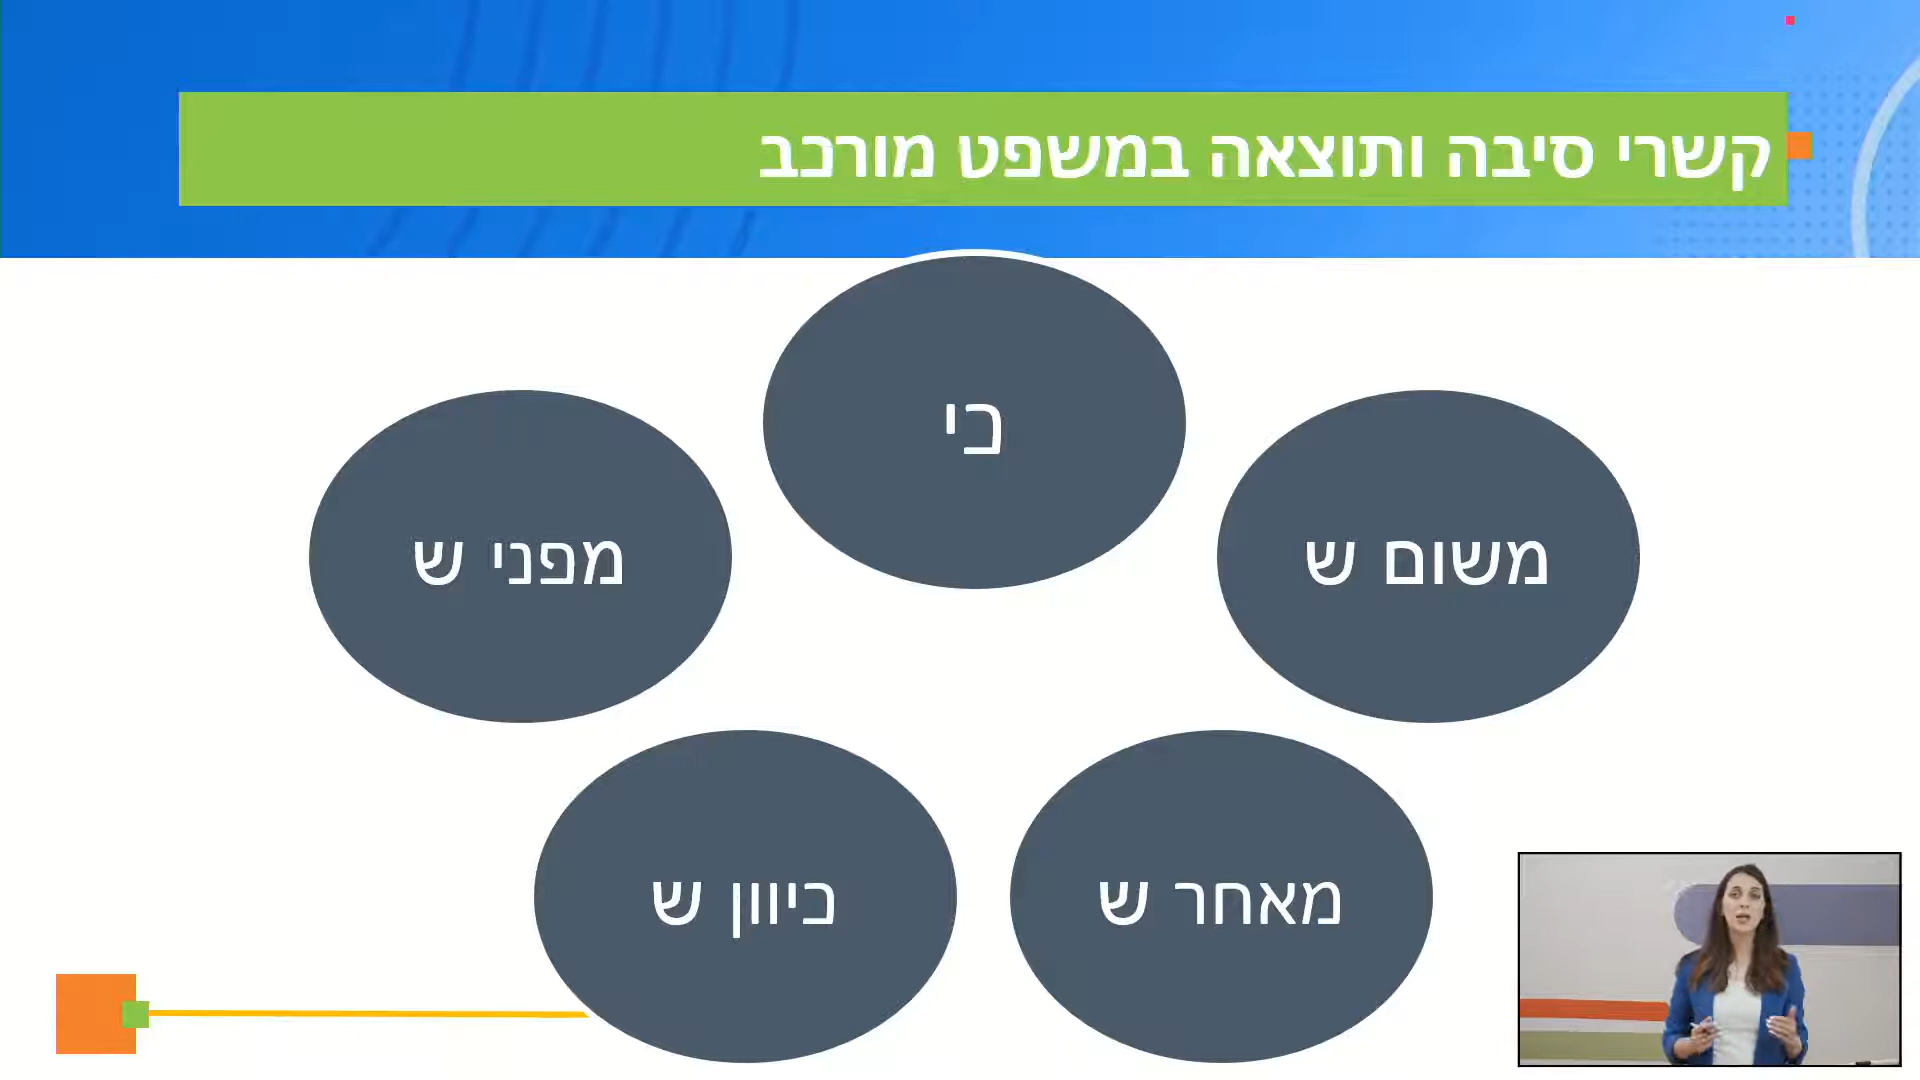 קשרי סיבה ותוצאה במשפט מורכב
כי
משום ש
מפני ש
מאחר ש
כיוון ש